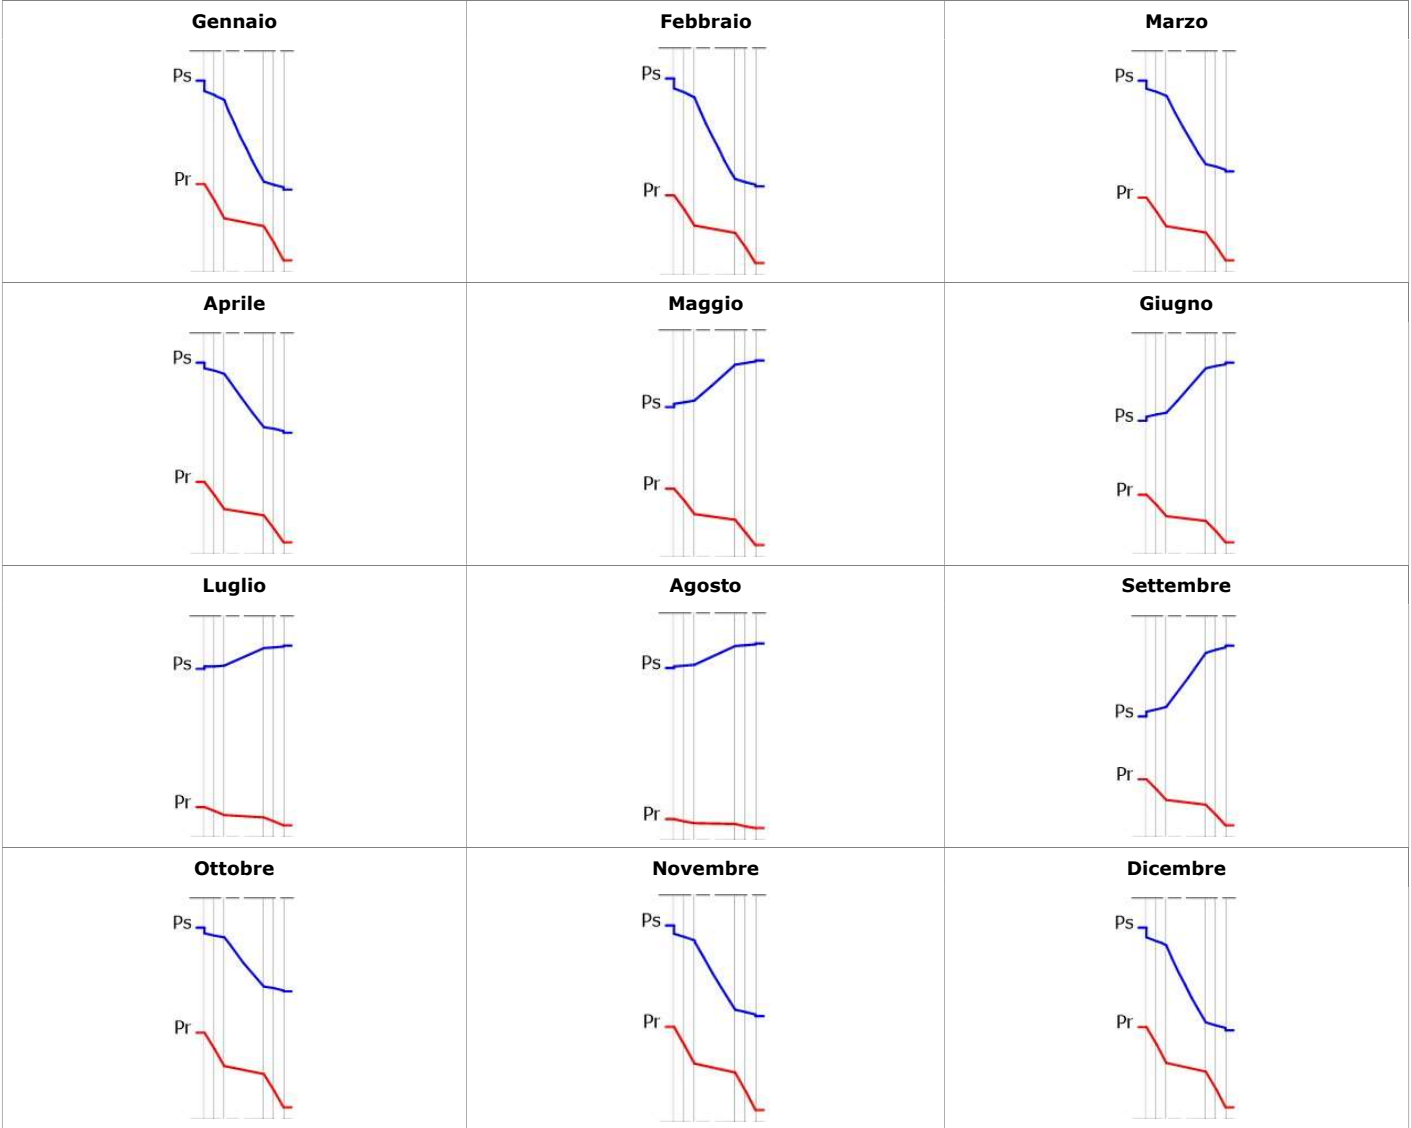 Gennaio Febbraio Marzo
Ps Ps Ps
Pr Pr Pr
Aprile Maggio Giugno
Ps Ps Ps
Pr Pr Pr
Luglio Agosto Settembre
Ps Ps Ps
Pr Pr Pr
Ottobre Novembre Dicembre
Ps Ps Ps
Pr Pr Pr